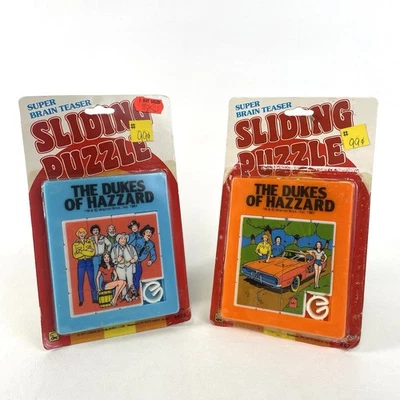 SUPER
BRAIN TEASER
SLIDING
PUZZLE
99¢
THE DUKES
OF HAZZARD
SUPER
BRAIN TEASER
SLIDING
PUZZLE
99¢
THE DUKES
OF HAZZARD